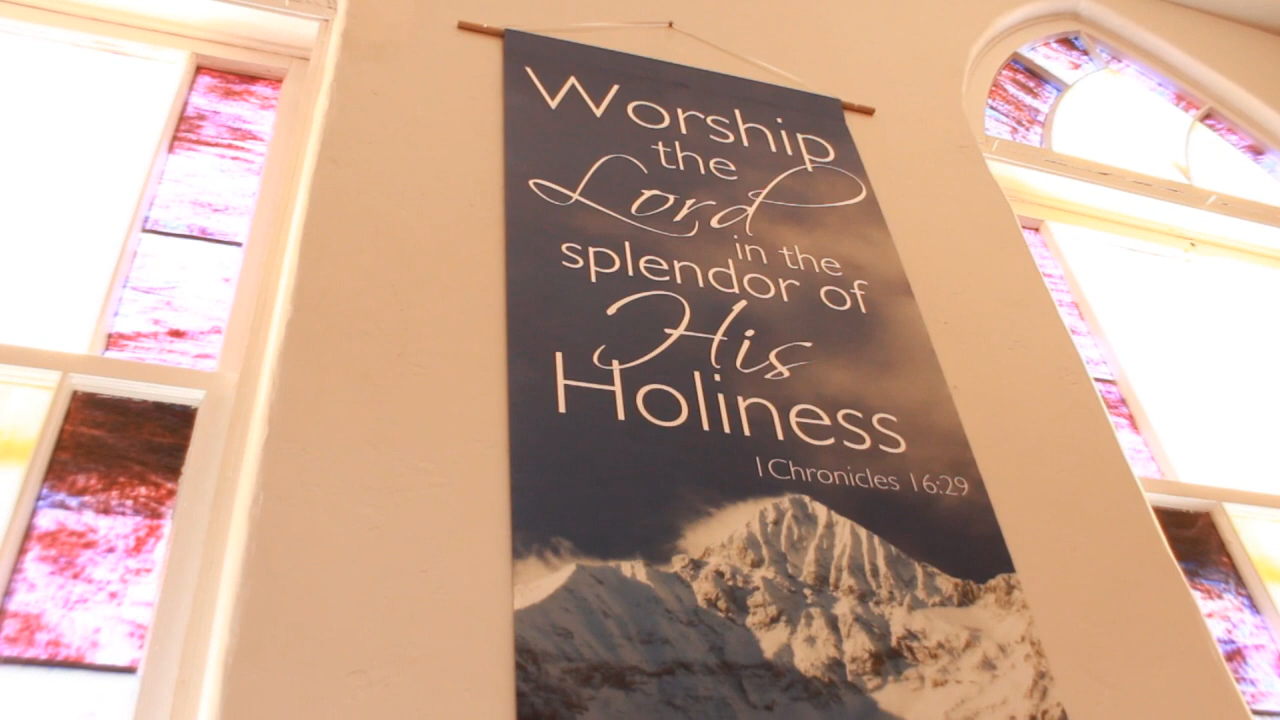 Worship
the
Lord
in the
splendor of
His
Holiness
1 Chronicles 16:29